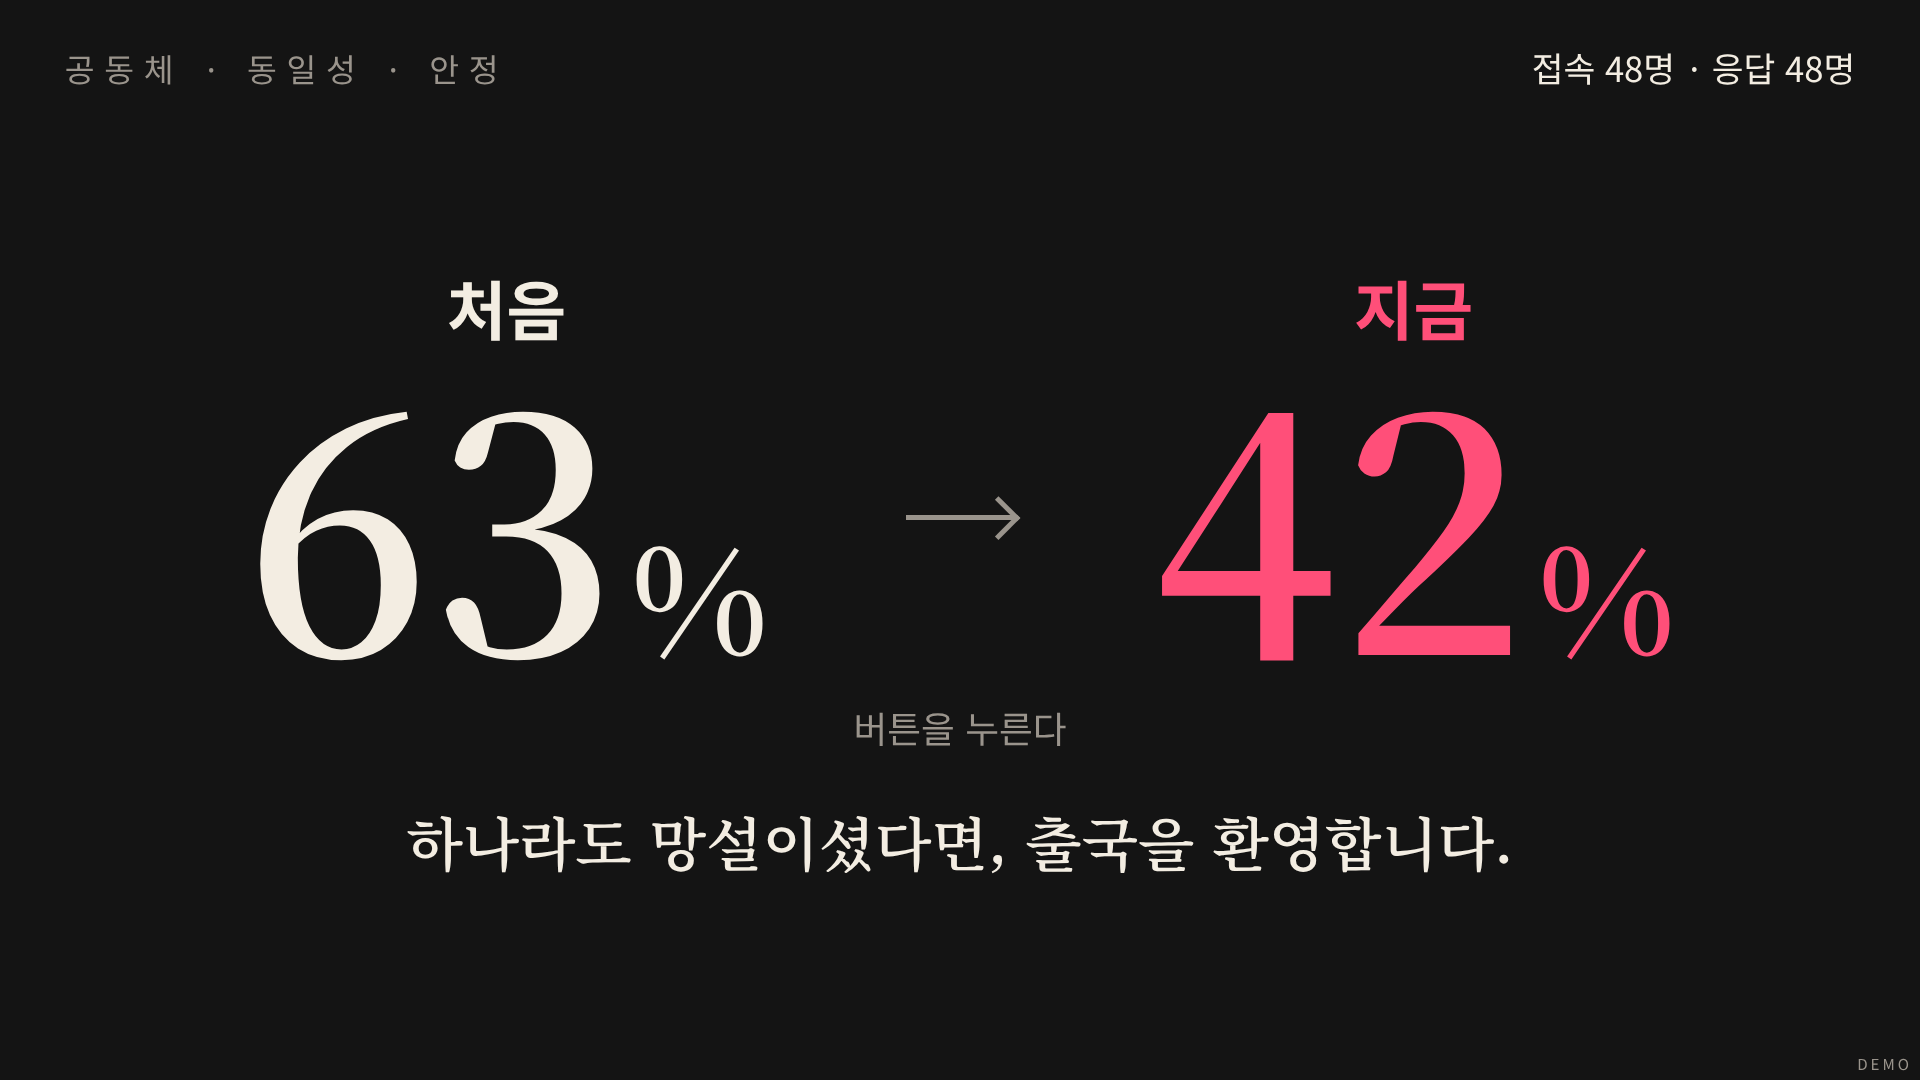 공동체 · 동일성 · 안정
접속 48명 · 응답 48명
처음
지금
63%
→
42%
버튼을 누른다
하나라도 망설이셨다면, 출국을 환영합니다.
DEMO